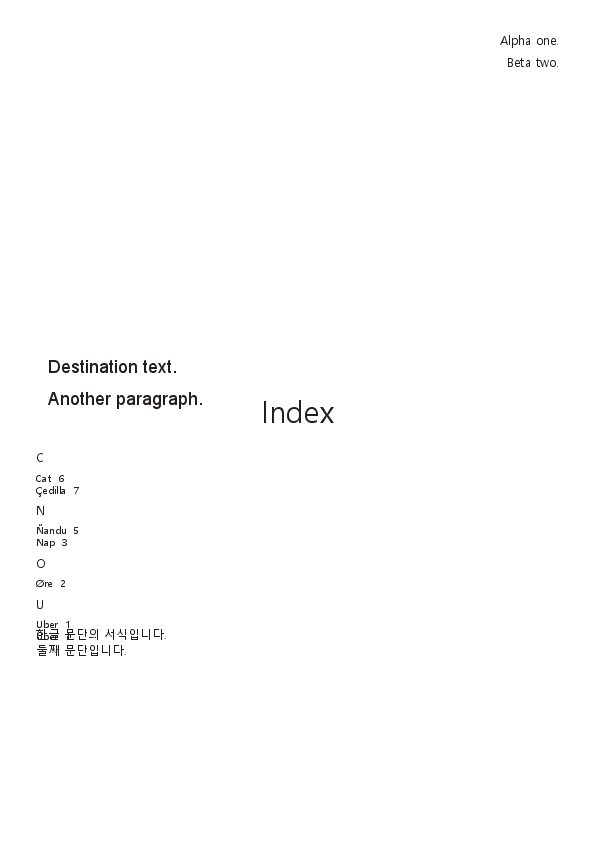 Alpha one.
Beta two.
Destination text.
Another paragraph.
Index
C
Cat 6
Çedilla 7
N
Ñandu 5
Nap 3
O
Øre 2
U
Uber 1
한글 문단의 서식입니다.
둘째 문단입니다.